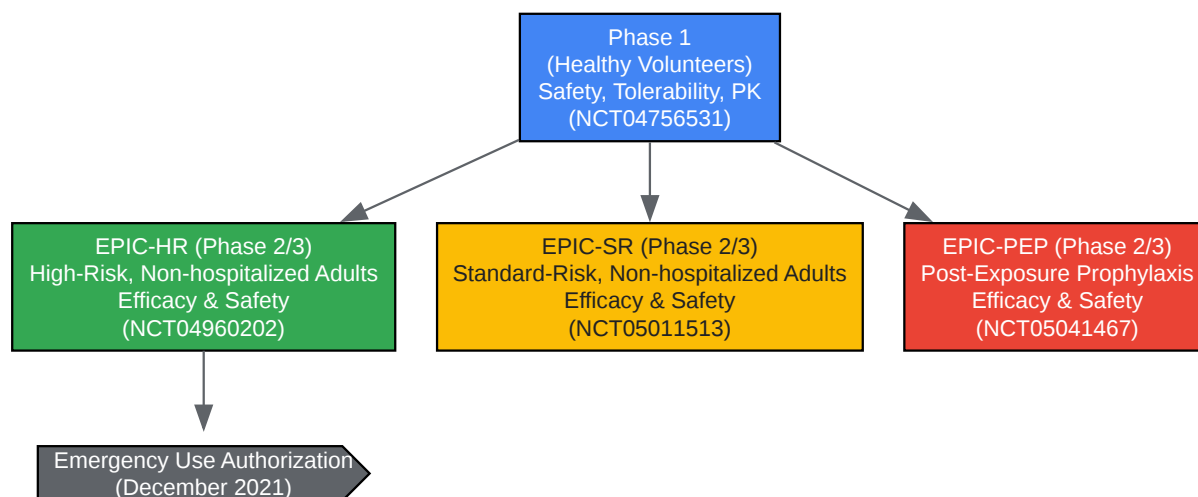 Phase 1
(Healthy Volunteers)
Safety, Tolerability, PK
(NCT04756531)
EPIC-HR (Phase 2/3)
High-Risk, Non-hospitalized Adults
Efficacy & Safety
(NCT04960202)
EPIC-SR (Phase 2/3)
Standard-Risk, Non-hospitalized Adults
Efficacy & Safety
(NCT05011513)
EPIC-PEP (Phase 2/3)
Post-Exposure Prophylaxis
Efficacy & Safety
(NCT05041467)
Emergency Use Authorization
(December 2021)